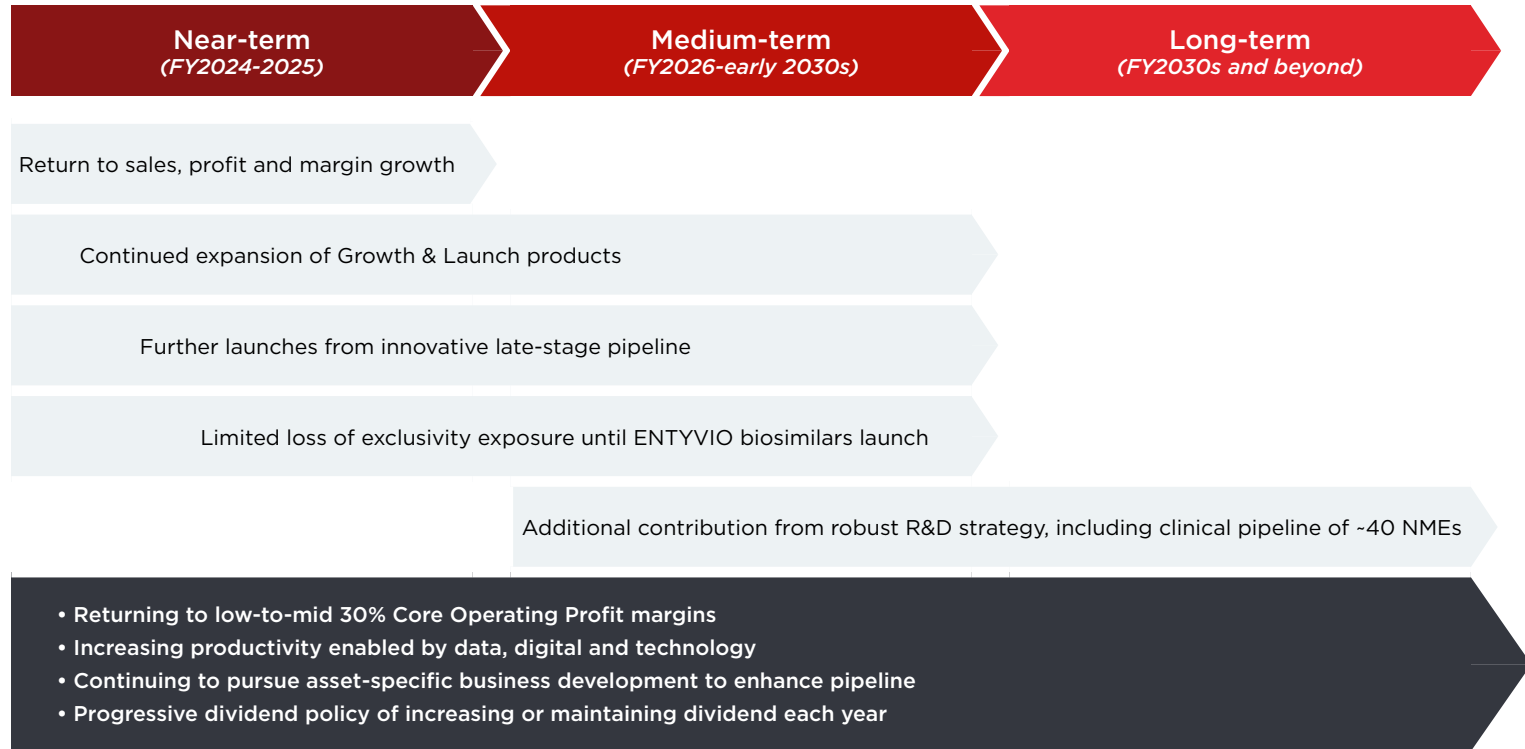 Near-term
(FY2024-2025)
Medium-term
(FY2026-early 2030s)
Long-term
(FY2030s and beyond)
Return to sales, profit and margin growth
Continued expansion of Growth & Launch products
Further launches from innovative late-stage pipeline
Limited loss of exclusivity exposure until ENTYVIO biosimilars launch
Additional contribution from robust R&D strategy, including clinical pipeline of ~40 NMEs
• Returning to low-to-mid 30% Core Operating Profit margins
• Increasing productivity enabled by data, digital and technology
• Continuing to pursue asset-specific business development to enhance pipeline
• Progressive dividend policy of increasing or maintaining dividend each year